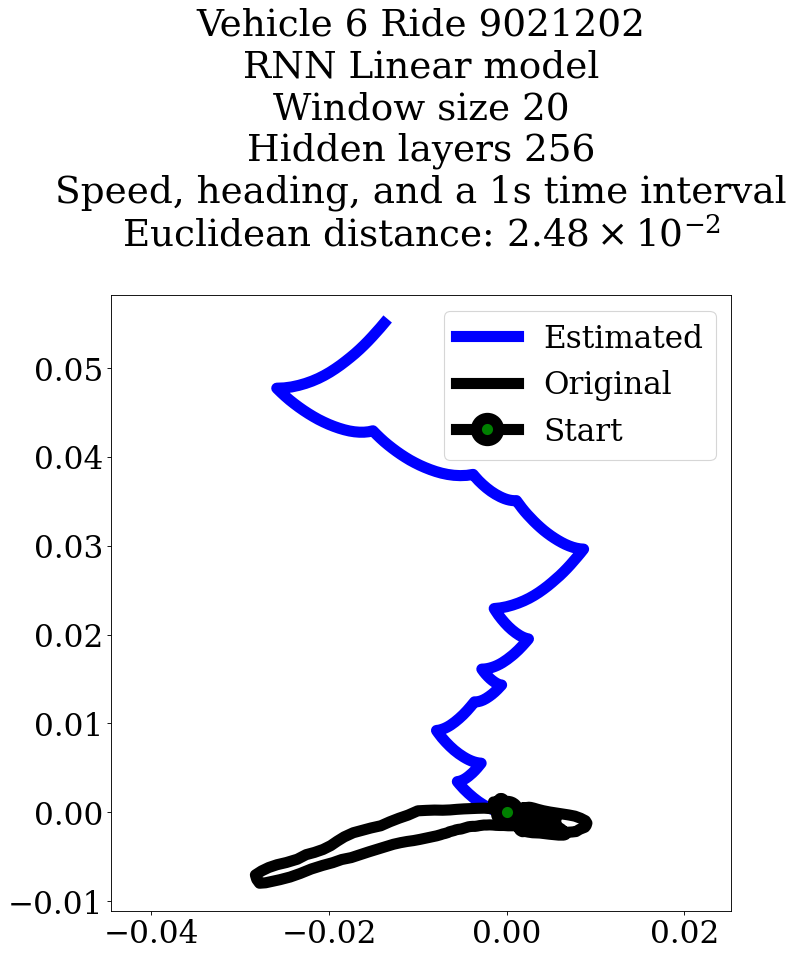 Vehicle 6 Ride 9021202
RNN Linear model
Window size 20
Hidden layers 256
Speed, heading, and a 1s time interval
Euclidean distance: 2.48 × 10⁻²
Estimated
Original
Start
0.05
0.04
0.03
0.02
0.01
0.00
−0.01
−0.04 −0.02 0.00 0.02